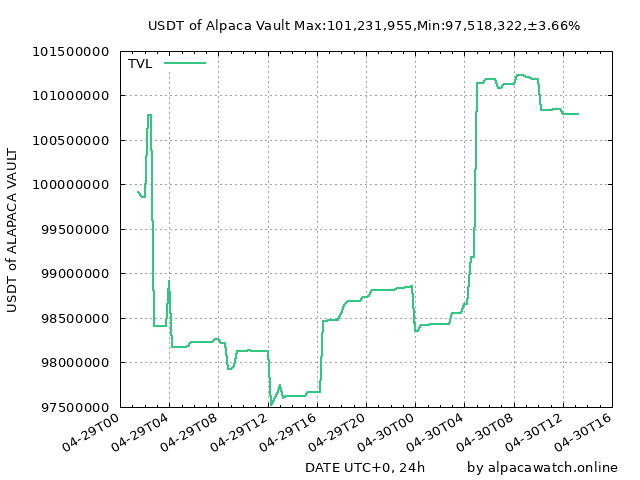 USDT of Alpaca Vault Max:101,231,955,Min:97,518,322,±3.66%
TVL
101500000
101000000
100500000
100000000
99500000
99000000
98500000
98000000
97500000
USDT of ALAPACA VAULT
04-29T00
04-29T04
04-29T08
04-29T12
04-29T16
04-29T20
04-30T00
04-30T04
04-30T08
04-30T12
04-30T16
DATE UTC+0, 24h
by alpacawatch.online